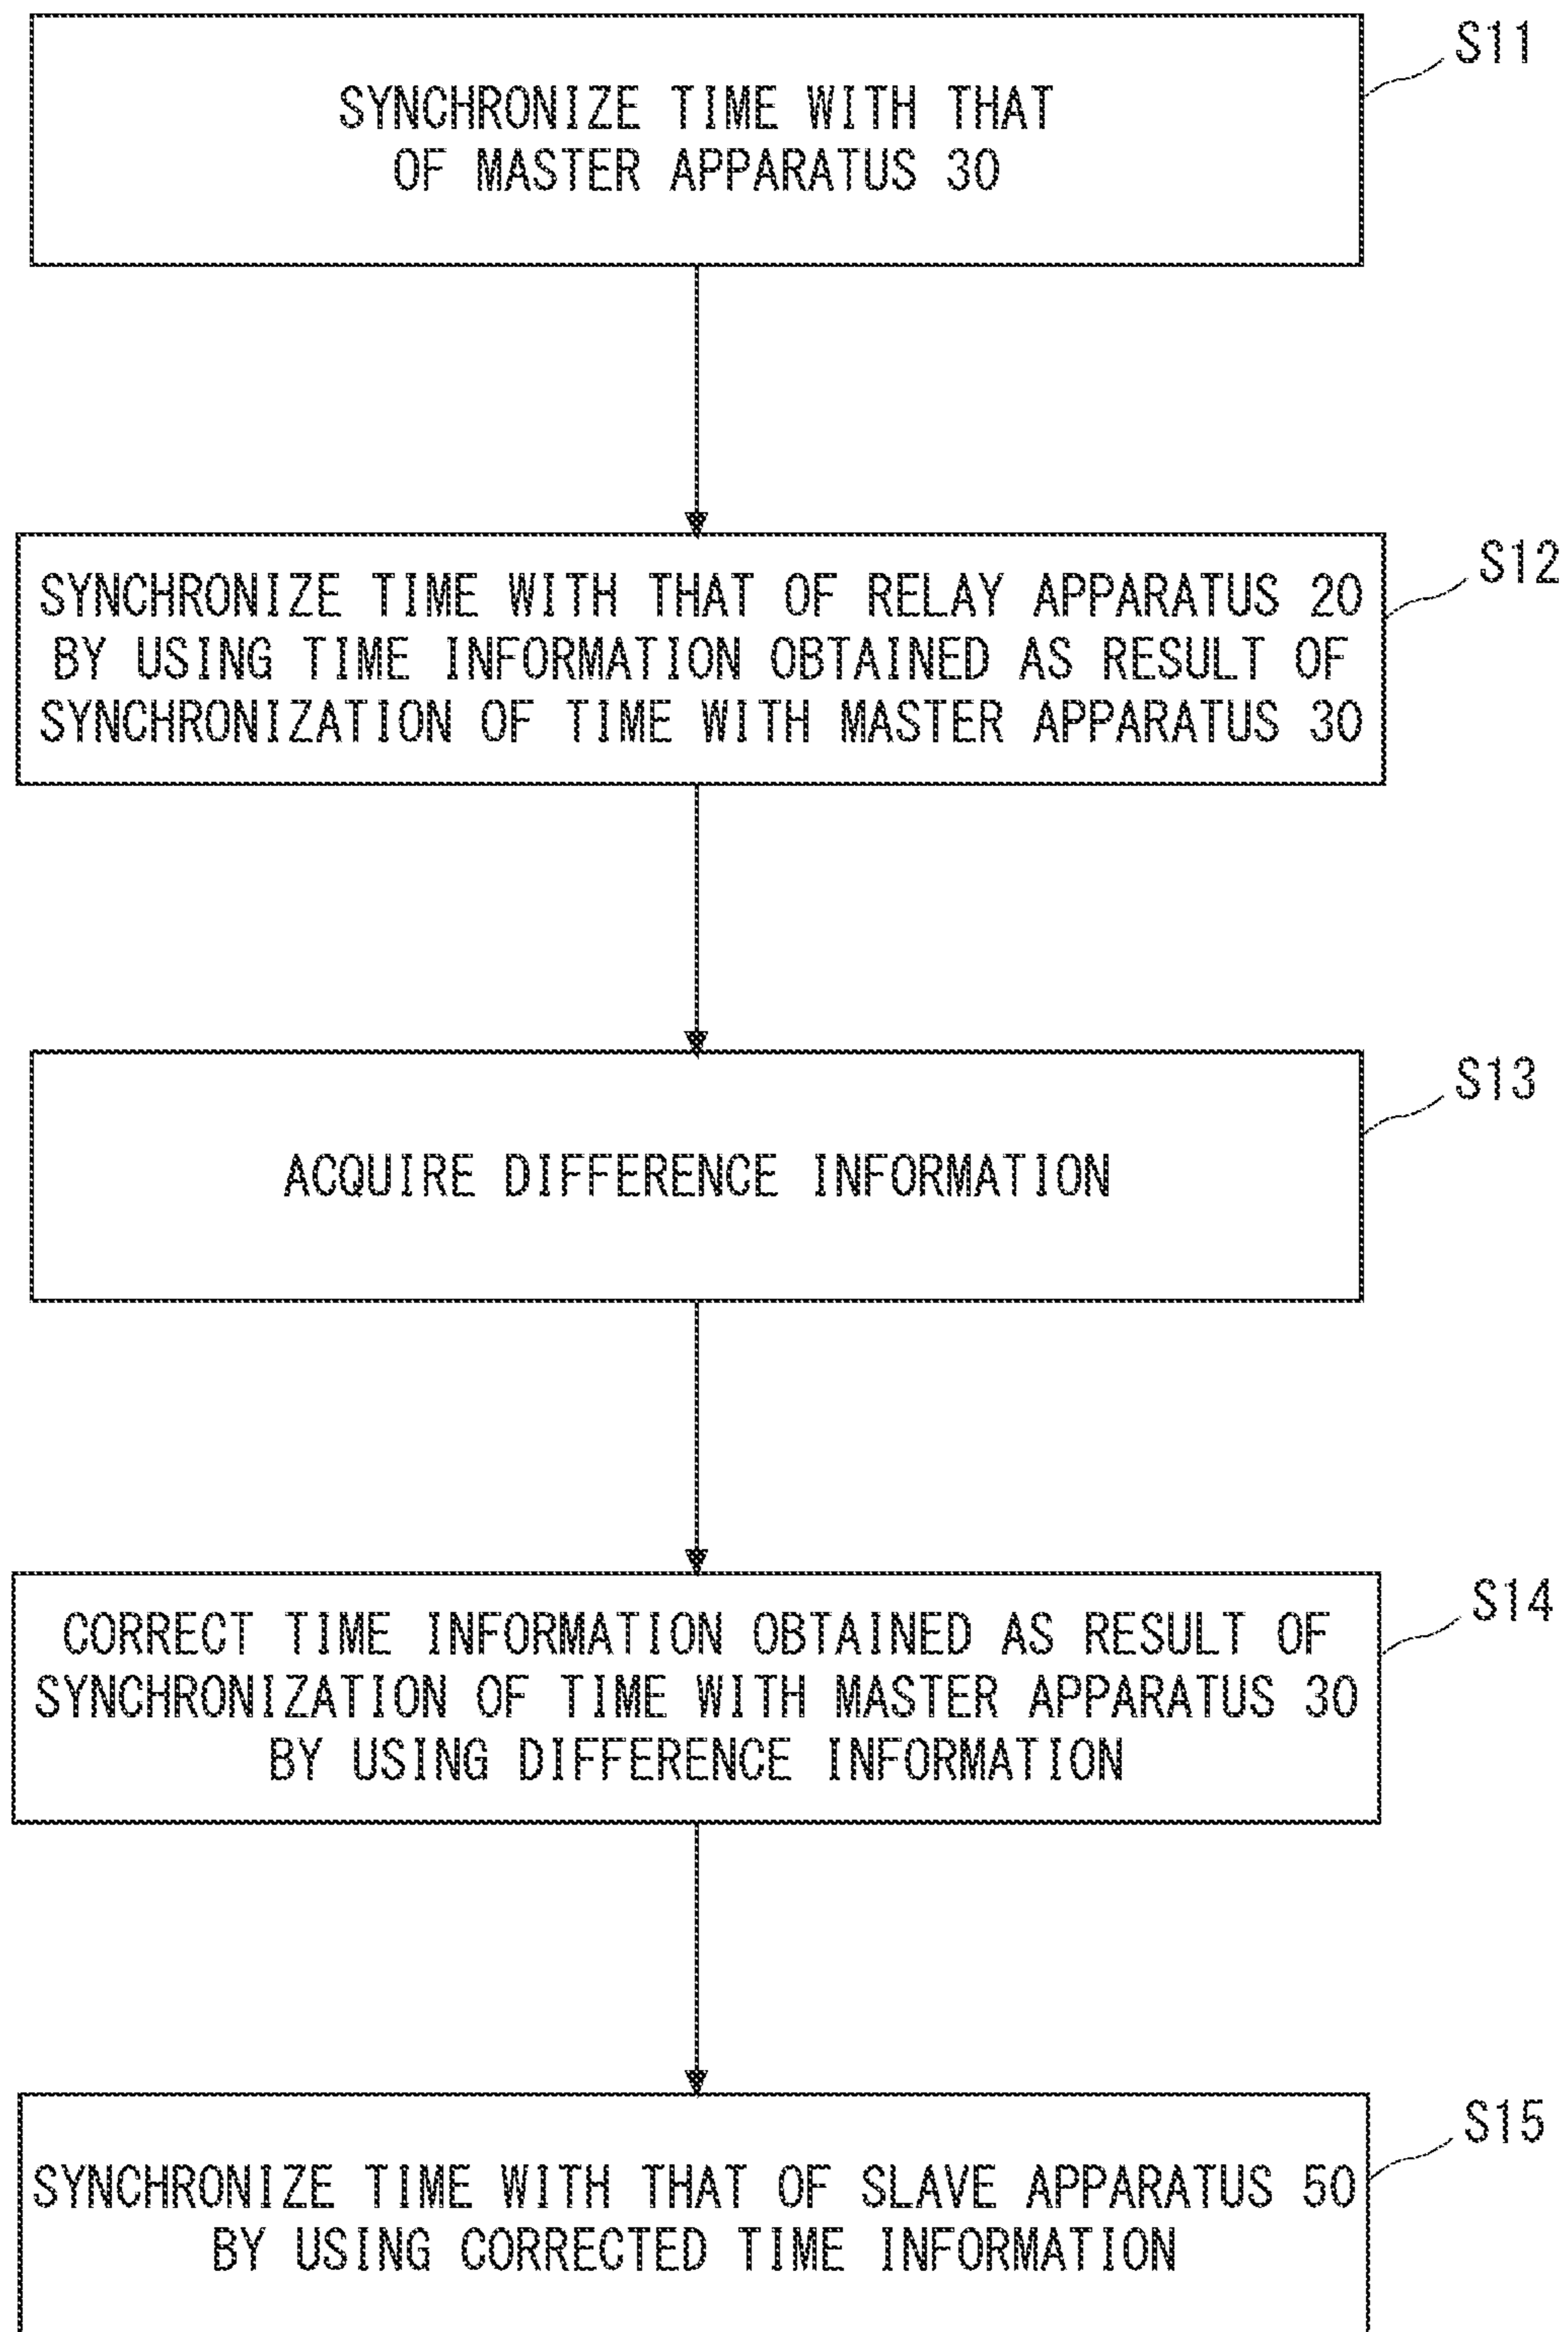 S11
SYNCHRONIZE TIME WITH THAT
OF MASTER APPARATUS 30
S12
SYNCHRONIZE TIME WITH THAT OF RELAY APPARATUS 20
BY USING TIME INFORMATION OBTAINED AS RESULT OF
SYNCHRONIZATION OF TIME WITH MASTER APPARATUS 30
S13
ACQUIRE DIFFERENCE INFORMATION
S14
CORRECT TIME INFORMATION OBTAINED AS RESULT OF
SYNCHRONIZATION OF TIME WITH MASTER APPARATUS 30
BY USING DIFFERENCE INFORMATION
S15
SYNCHRONIZE TIME WITH THAT OF SLAVE APPARATUS 50
BY USING CORRECTED TIME INFORMATION